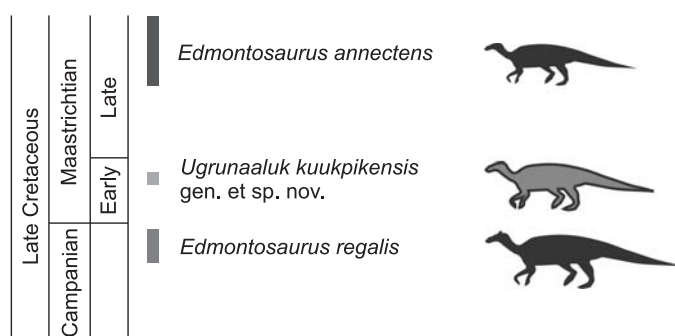 Late Cretaceous
Maastrichtian
Campanian
Late
Early
Edmontosaurus annectens
Ugrunaaluk kuukpikensis
gen. et sp. nov.
Edmontosaurus regalis